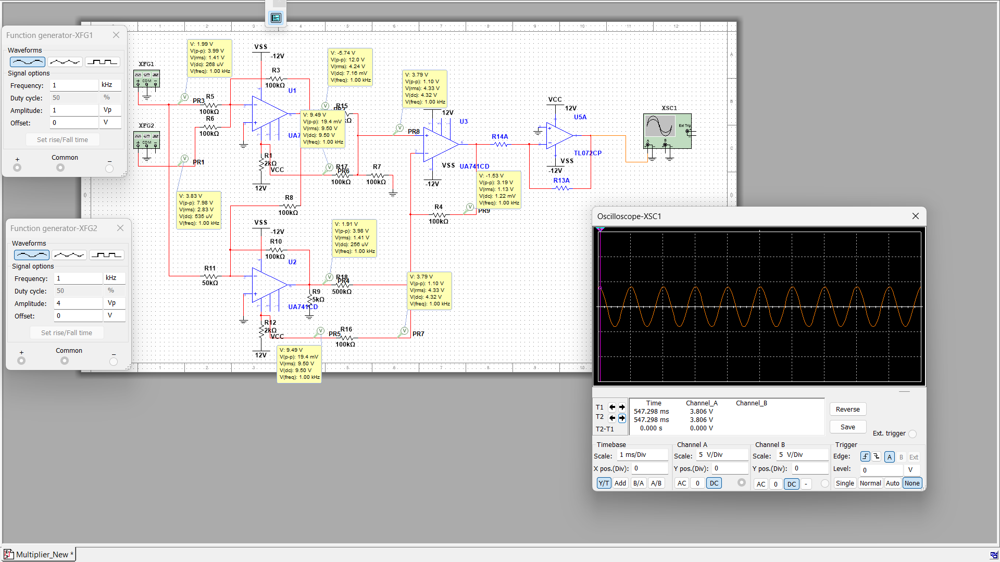 Function generator-XFG1
Waveforms
Signal options
Frequency: 1 kHz
Duty cycle: 50 %
Amplitude: 1 Vp
Offset: 0 V
Set rise/Fall time
+ Common −
Function generator-XFG2
Waveforms
Signal options
Frequency: 1 kHz
Duty cycle: 50 %
Amplitude: 4 Vp
Offset: 0 V
Set rise/Fall time
+ Common −
XFG1
COM
XFG2
COM
V: 1.99 V
V(p-p): 3.99 V
V(rms): 1.41 V
V(dc): 268 uV
V(freq): 1.00 kHz
PR3
R5
100kΩ
R6
100kΩ
PR1
V: 3.83 V
V(p-p): 7.98 V
V(rms): 2.83 V
V(dc): 535 uV
V(freq): 1.00 kHz
VSS
-12V
R3
100kΩ
U1
UA7
R1
2kΩ
VCC
12V
V: -5.74 V
V(p-p): 12.0 V
V(rms): 4.24 V
V(dc): 7.16 mV
V(freq): 1.00 kHz
R15
V: 9.49 V
V(p-p): 19.4 mV
V(rms): 9.50 V
V(dc): 9.50 V
V(freq): 1.00 kHz
R17
PR6
100kΩ
R7
100kΩ
R8
100kΩ
V: 3.79 V
V(p-p): 1.10 V
V(rms): 4.33 V
V(dc): 4.32 V
V(freq): 1.00 kHz
PR8
12V
U3
VSS
UA741CD
-12V
R4
100kΩ
V: -1.53 V
V(p-p): 3.19 V
V(rms): 1.13 V
V(dc): 1.22 mV
V(freq): 1.00 kHz
PR9
R14A
VCC
12V
U5A
TL072CP
VSS
-12V
R13A
XSC1
Ext Trig
A B
VSS
-12V
R10
100kΩ
U2
UA741CD
R11
50kΩ
R12
2kΩ
VCC
12V
R9
5kΩ
V: 1.91 V
V(p-p): 3.98 V
V(rms): 1.41 V
V(dc): 256 uV
V(freq): 1.00 kHz
R18
PR4
500kΩ
V: 3.79 V
V(p-p): 1.10 V
V(rms): 4.33 V
V(dc): 4.32 V
V(freq): 1.00 kHz
PR5
R16
100kΩ
PR7
V: 9.49 V
V(p-p): 19.4 mV
V(rms): 9.50 V
V(dc): 9.50 V
V(freq): 1.00 kHz
Oscilloscope-XSC1
Time Channel_A Channel_B
T1 547.298 ms 3.806 V
T2 547.298 ms 3.806 V
T2-T1 0.000 s 0.000 V
Reverse
Save
Ext. trigger
Timebase
Scale: 1 ms/Div
X pos.(Div): 0
Y/T Add B/A A/B
Channel A
Scale: 5 V/Div
Y pos.(Div): 0
AC 0 DC
Channel B
Scale: 5 V/Div
Y pos.(Div): 0
AC 0 DC -
Trigger
Edge: A B Ext
Level: 0 V
Single Normal Auto None
Multiplier_New *